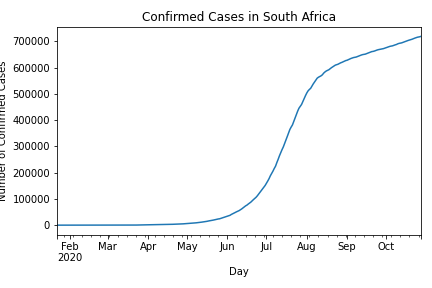 Confirmed Cases in South Africa
Number of Confirmed Cases
700000
600000
500000
400000
300000
200000
100000
0
Feb Mar Apr May Jun Jul Aug Sep Oct
2020
Day